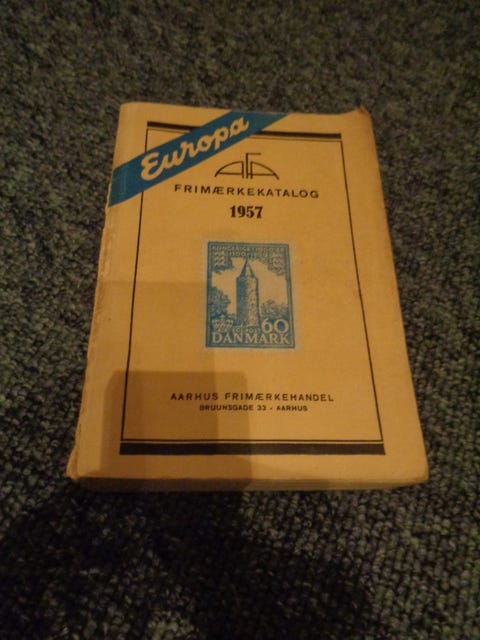 Europa
AFA
FRIMÆRKEKATALOG
1957
60
DANMARK
AARHUS FRIMÆRKEHANDEL
BRUUNSGADE 33 - AARHUS